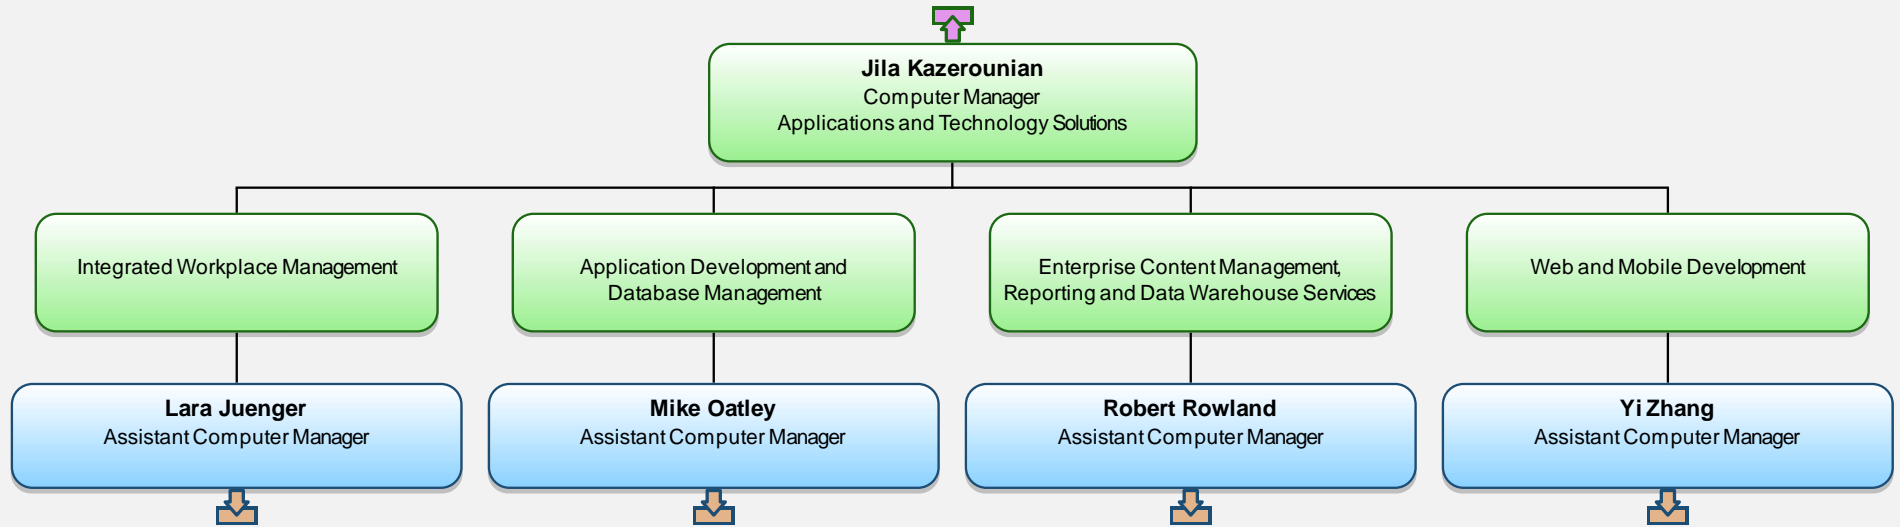 Jila Kazerounian
Computer Manager
Applications and Technology Solutions
Integrated Workplace Management
Application Development and
Database Management
Enterprise Content Management,
Reporting and Data Warehouse Services
Web and Mobile Development
Lara Juenger
Assistant Computer Manager
Mike Oatley
Assistant Computer Manager
Robert Rowland
Assistant Computer Manager
Yi Zhang
Assistant Computer Manager